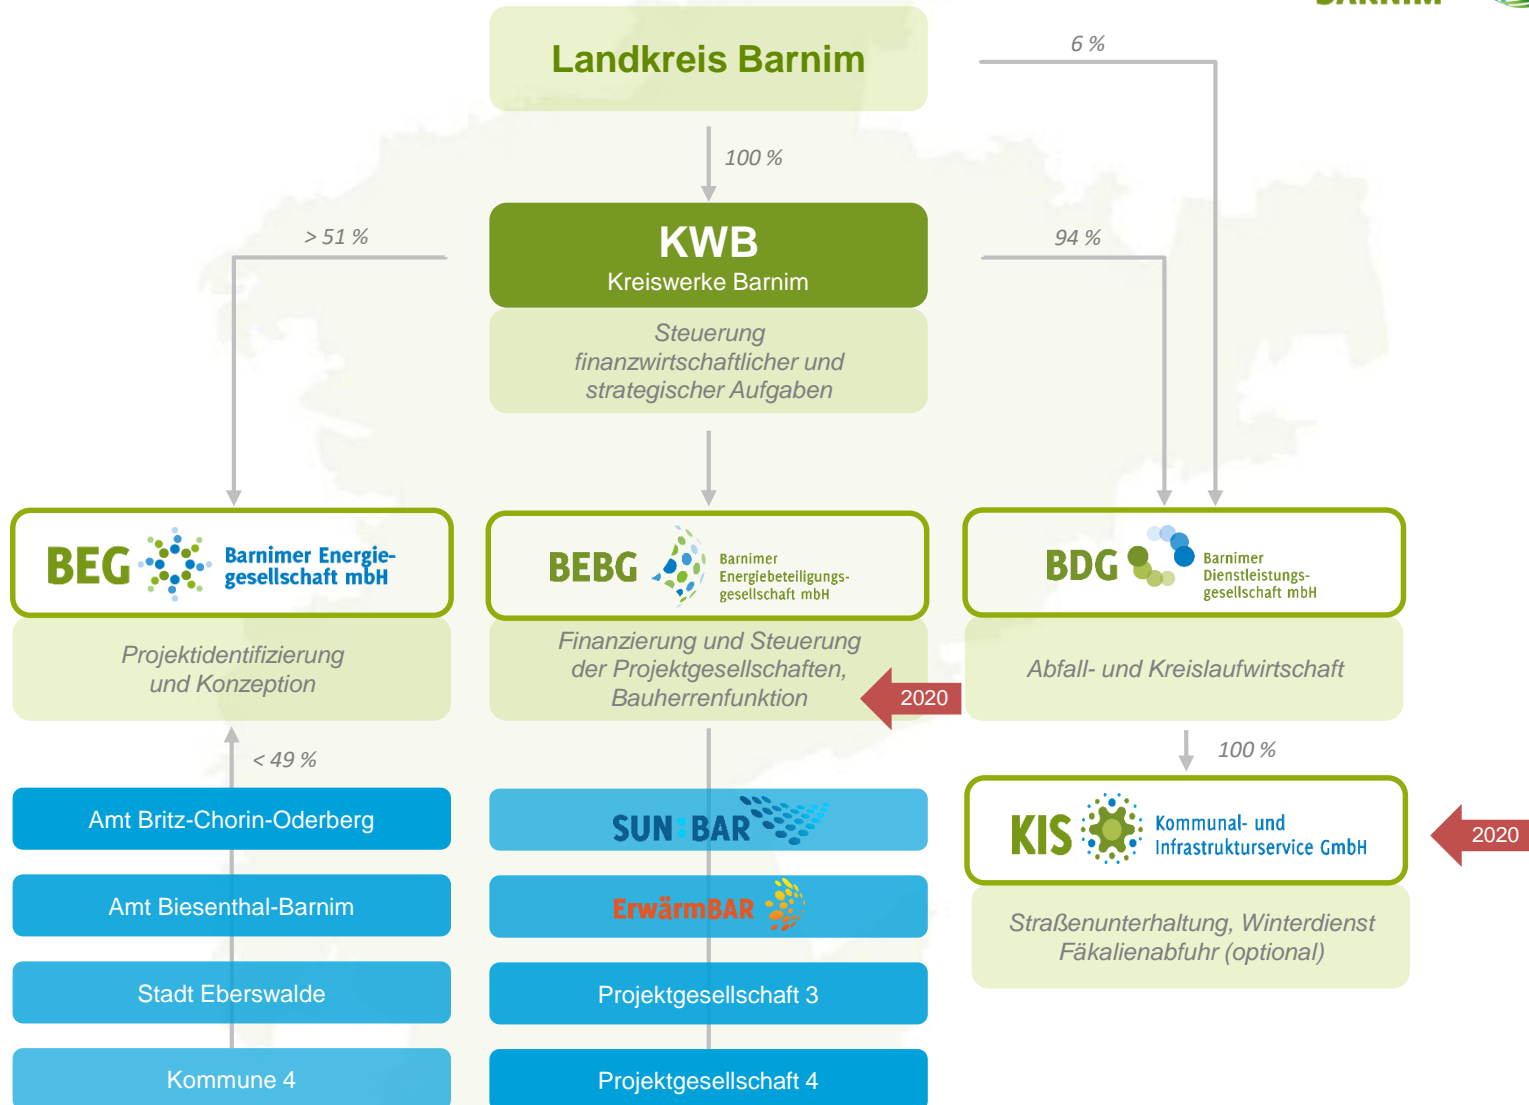 BARNIM
Landkreis Barnim
6 %
100 %
> 51 %
KWB
Kreiswerke Barnim
94 %
Steuerung
finanzwirtschaftlicher und
strategischer Aufgaben
BEG
Barnimer Energie-
gesellschaft mbH
Projektidentifizierung
und Konzeption
BEBG
Barnimer
Energiebeteiligungs-
gesellschaft mbH
Finanzierung und Steuerung
der Projektgesellschaften,
Bauherrenfunktion
2020
BDG
Barnimer
Dienstleistungs-
gesellschaft mbH
Abfall- und Kreislaufwirtschaft
< 49 %
Amt Britz-Chorin-Oderberg
Amt Biesenthal-Barnim
Stadt Eberswalde
Kommune 4
SUN:BAR
ErwärmBAR
Projektgesellschaft 3
Projektgesellschaft 4
100 %
KIS
Kommunal- und
Infrastrukturservice GmbH
2020
Straßenunterhaltung, Winterdienst
Fäkalienabfuhr (optional)